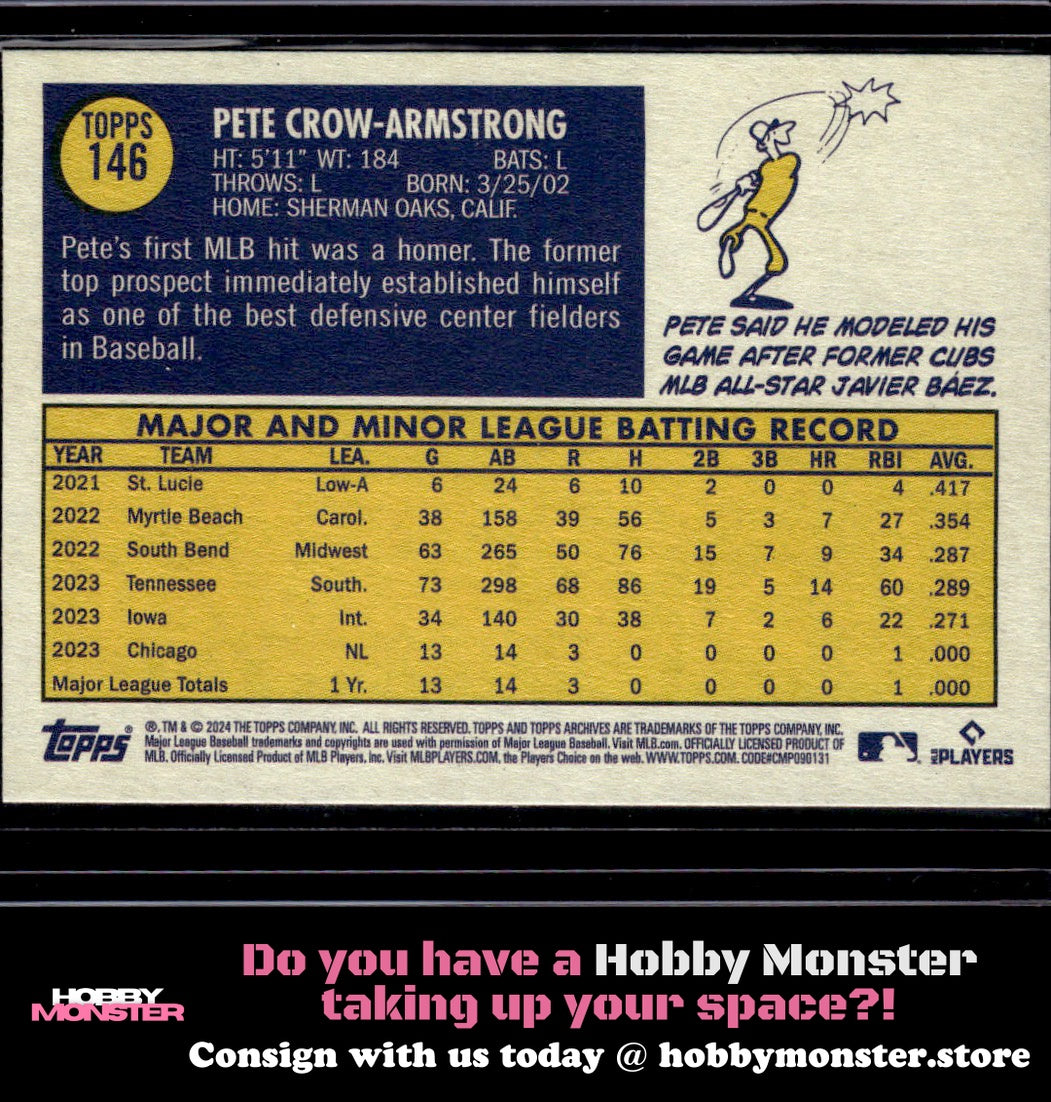 TOPPS
146
PETE CROW-ARMSTRONG
HT: 5'11" WT: 184 BATS: L
THROWS: L BORN: 3/25/02
HOME: SHERMAN OAKS, CALIF.
Pete's first MLB hit was a homer. The former
top prospect immediately established himself
as one of the best defensive center fielders
in Baseball.
PETE SAID HE MODELED HIS
GAME AFTER FORMER CUBS
MLB ALL-STAR JAVIER BÁEZ.
MAJOR AND MINOR LEAGUE BATTING RECORD
YEAR TEAM LEA. G AB R H 2B 3B HR RBI AVG.
2021 St. Lucie Low-A 6 24 6 10 2 0 0 4 .417
2022 Myrtle Beach Carol. 38 158 39 56 5 3 7 27 .354
2022 South Bend Midwest 63 265 50 76 15 7 9 34 .287
2023 Tennessee South. 73 298 68 86 19 5 14 60 .289
2023 Iowa Int. 34 140 30 38 7 2 6 22 .271
2023 Chicago NL 13 14 3 0 0 0 0 1 .000
Major League Totals 1 Yr. 13 14 3 0 0 0 0 1 .000
Topps®
®, TM & © 2024 THE TOPPS COMPANY, INC. ALL RIGHTS RESERVED. TOPPS AND TOPPS ARCHIVES ARE TRADEMARKS OF THE TOPPS COMPANY, INC.
Major League Baseball trademarks and copyrights are used with permission of Major League Baseball. Visit MLB.com. OFFICIALLY LICENSED PRODUCT OF
MLB. Officially Licensed Product of MLB Players, Inc. Visit MLBPLAYERS.COM, the Players Choice on the web. WWW.TOPPS.COM. CODE#CMP090131
MLB PLAYERS
HOBBY
MONSTER
Do you have a Hobby Monster
taking up your space?!
Consign with us today @ hobbymonster.store